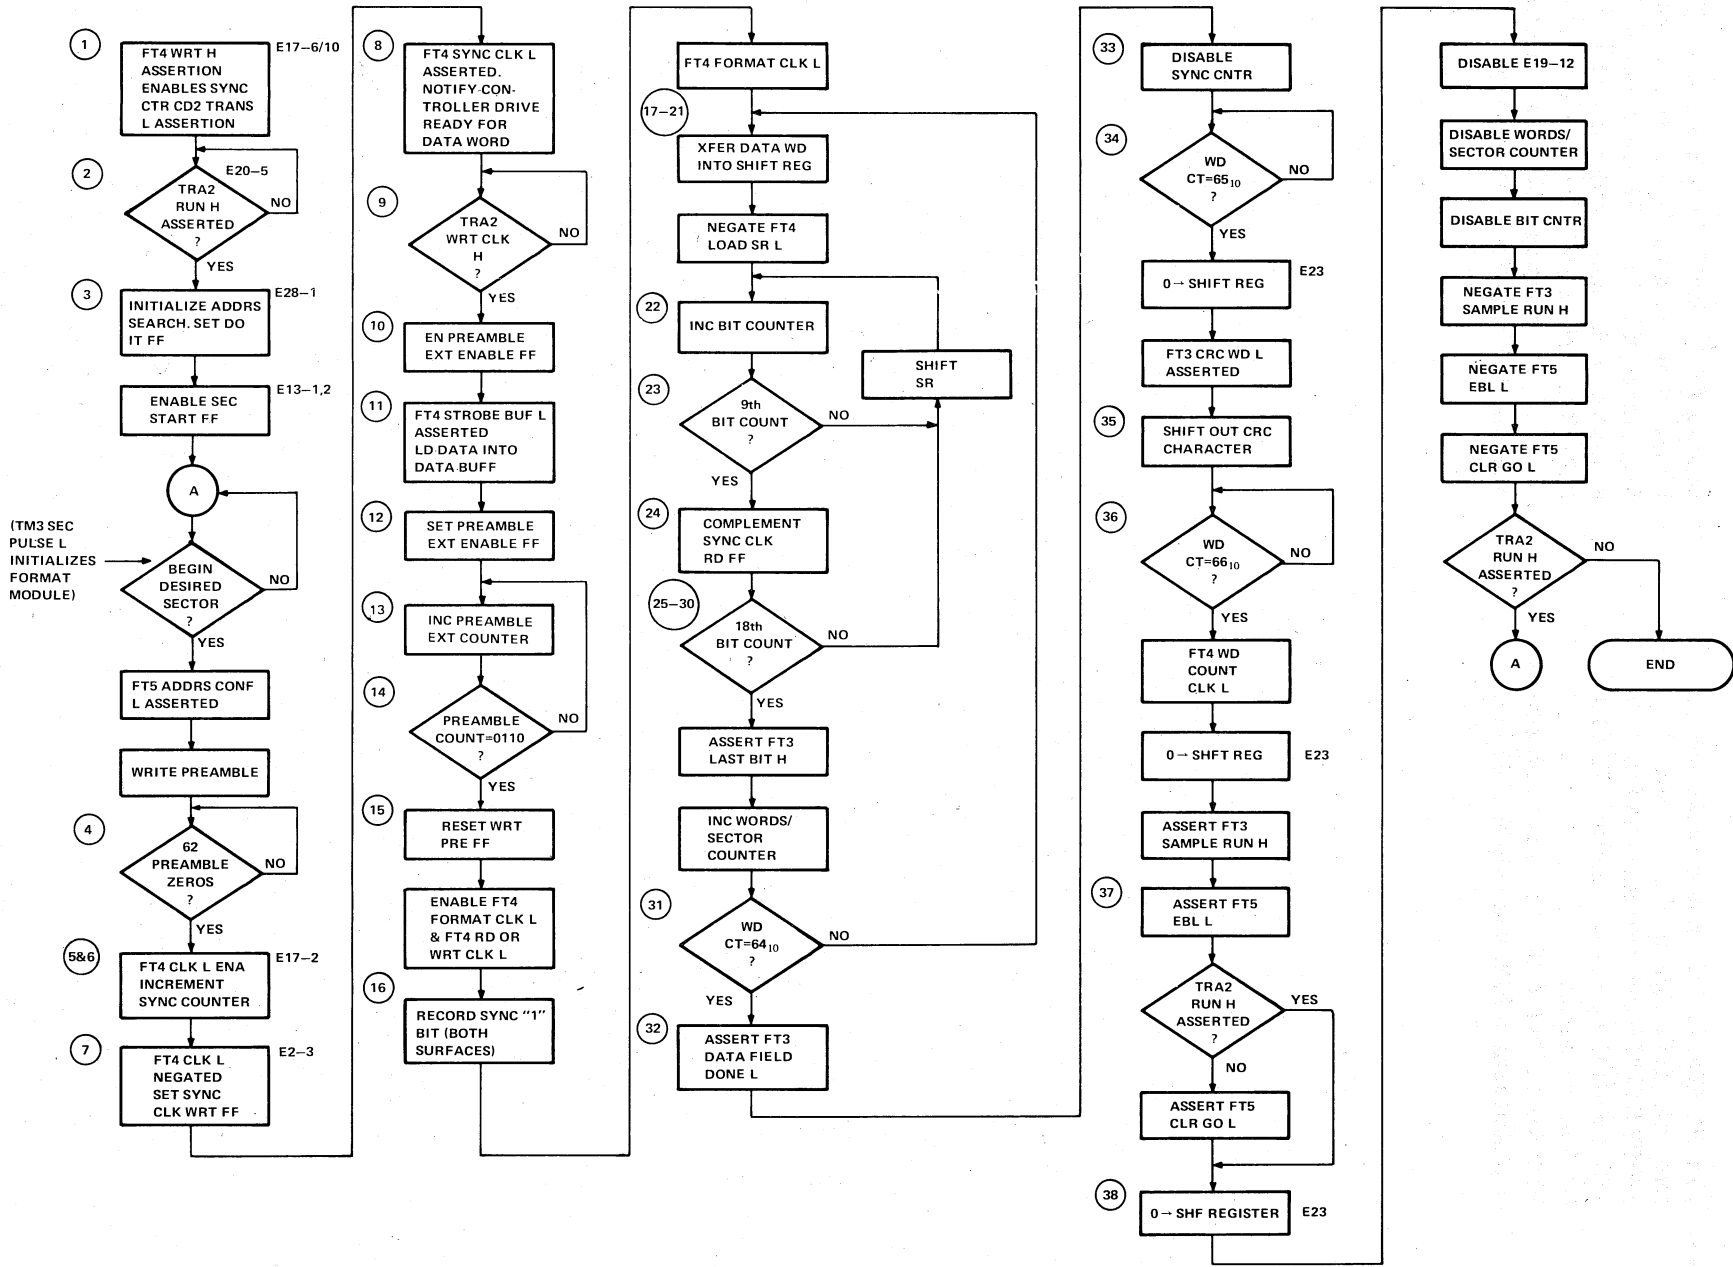 1
FT4 WRT H
ASSERTION
ENABLES SYNC
CTR CD2 TRANS
L ASSERTION
E17-6/10
2
E20-5
TRA2
RUN H
ASSERTED
?
NO
YES
3
INITIALIZE ADDRS
SEARCH. SET DO
IT FF
E28-1
ENABLE SEC
START FF
E13-1,2
A
(TM3 SEC
PULSE L
INITIALIZES
FORMAT
MODULE)
BEGIN
DESIRED
SECTOR
?
NO
YES
FT5 ADDRS CONF
L ASSERTED
WRITE PREAMBLE
4
62
PREAMBLE
ZEROS
?
NO
YES
5&6
FT4 CLK L ENA
INCREMENT
SYNC COUNTER
E17-2
7
FT4 CLK L
NEGATED
SET SYNC
CLK WRT FF
E2-3
8
FT4 SYNC CLK L
ASSERTED.
NOTIFY-CON-
TROLLER DRIVE
READY FOR
DATA WORD
9
TRA2
WRT CLK
H
?
NO
YES
10
EN PREAMBLE
EXT ENABLE FF
11
FT4 STROBE BUF L
ASSERTED
LD DATA INTO
DATA BUFF
12
SET PREAMBLE
EXT ENABLE FF
13
INC PREAMBLE
EXT COUNTER
14
PREAMBLE
COUNT=0110
?
NO
YES
15
RESET WRT
PRE FF
ENABLE FT4
FORMAT CLK L
& FT4 RD OR
WRT CLK L
16
RECORD SYNC "1"
BIT (BOTH
SURFACES)
FT4 FORMAT CLK L
17-21
XFER DATA WD
INTO SHIFT REG
NEGATE FT4
LOAD SR L
22
INC BIT COUNTER
SHIFT
SR
23
9th
BIT COUNT
?
NO
YES
24
COMPLEMENT
SYNC CLK
RD FF
25-30
18th
BIT COUNT
?
NO
YES
ASSERT FT3
LAST BIT H
INC WORDS/
SECTOR
COUNTER
31
WD
CT=64₁₀
?
NO
YES
32
ASSERT FT3
DATA FIELD
DONE L
33
DISABLE
SYNC CNTR
34
WD
CT=65₁₀
?
NO
YES
0→ SHIFT REG
E23
FT3 CRC WD L
ASSERTED
35
SHIFT OUT CRC
CHARACTER
36
WD
CT=66₁₀
?
NO
YES
FT4 WD
COUNT
CLK L
0→ SHFT REG
E23
ASSERT FT3
SAMPLE RUN H
37
ASSERT FT5
EBL L
TRA2
RUN H
ASSERTED
?
YES
NO
ASSERT FT5
CLR GO L
38
0→ SHF REGISTER
E23
DISABLE E19-12
DISABLE WORDS/
SECTOR COUNTER
DISABLE BIT CNTR
NEGATE FT3
SAMPLE RUN H
NEGATE FT5
EBL L
NEGATE FT5
CLR GO L
TRA2
RUN H
ASSERTED
?
NO
YES
A
END